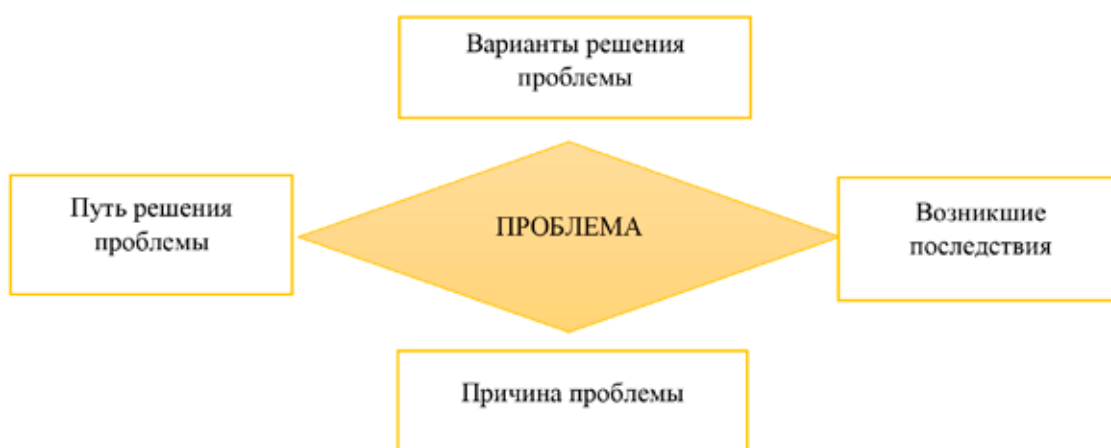 Варианты решения
проблемы
Путь решения
проблемы
ПРОБЛЕМА
Возникшие
последствия
Причина проблемы